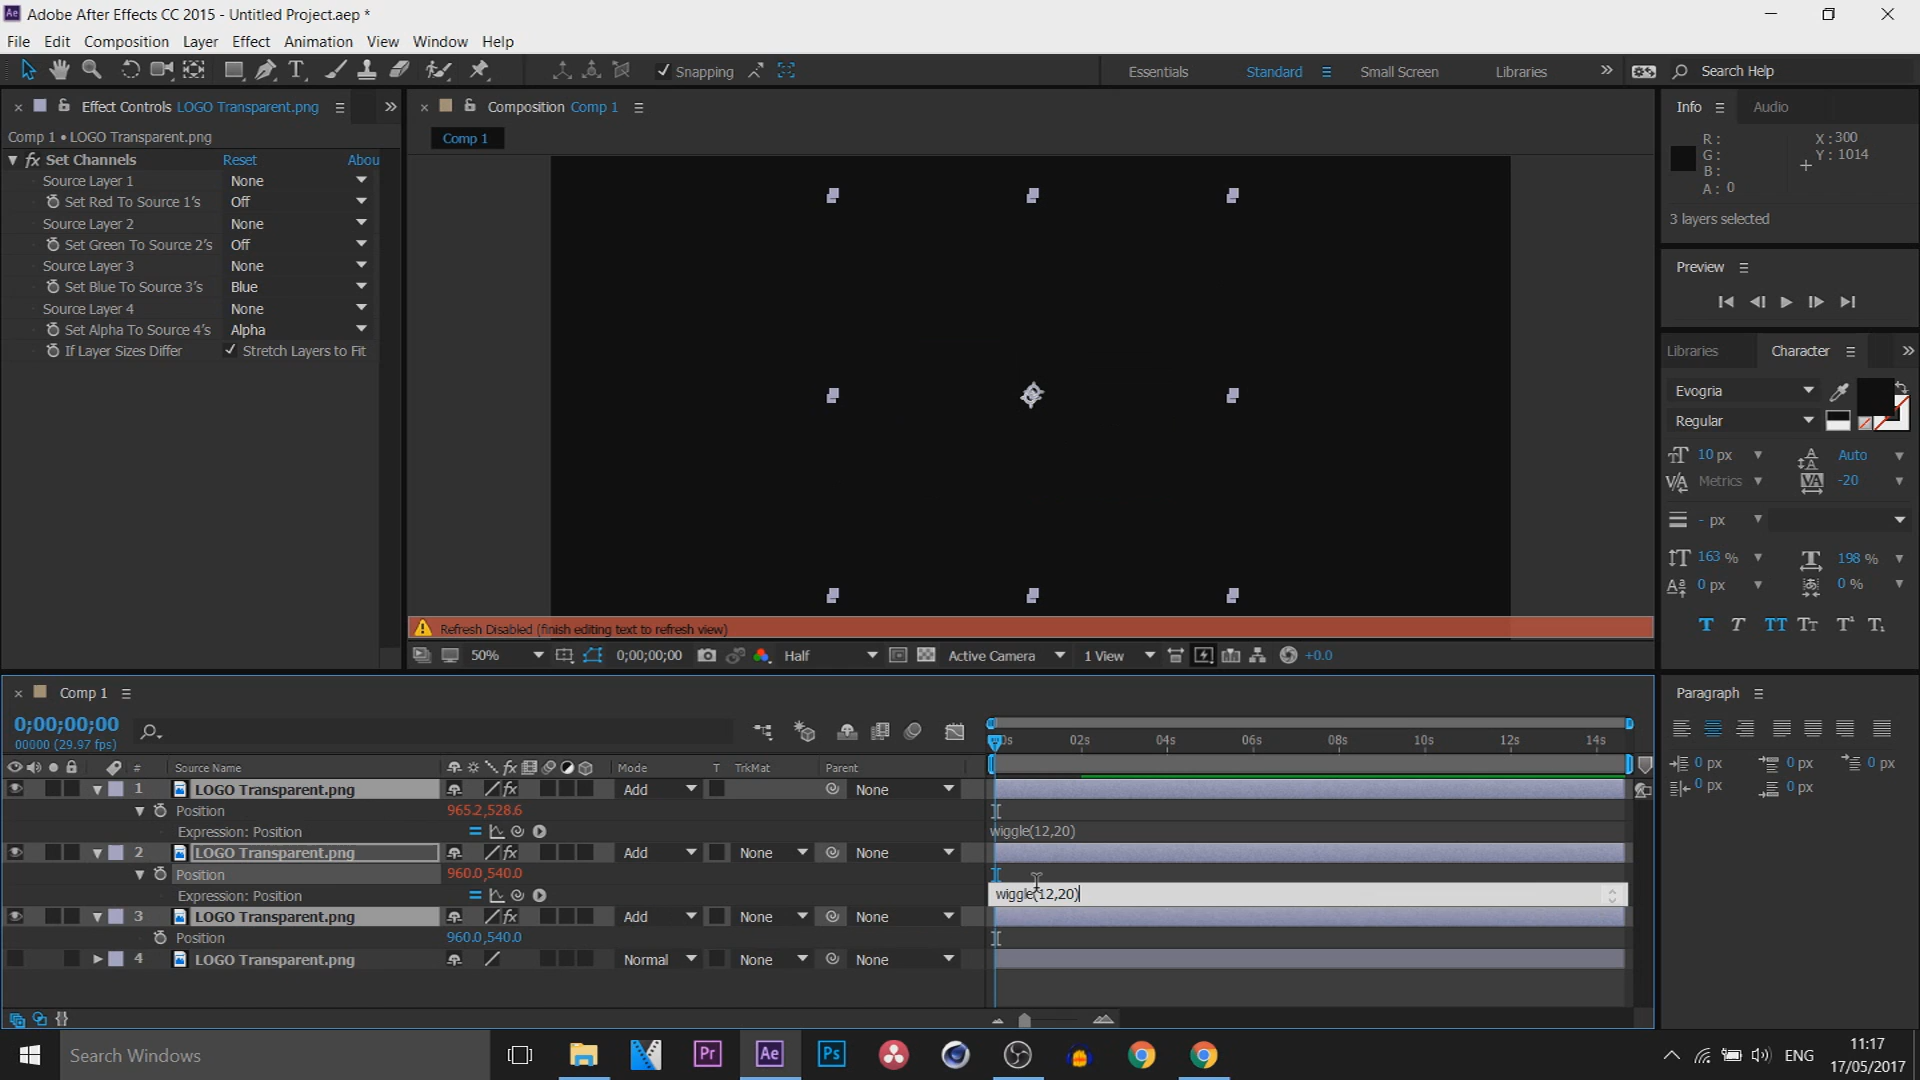 Adobe After Effects CC 2015 - Untitled Project.aep *
File Edit Composition Layer Effect Animation View Window Help
Snapping
Essentials Standard Small Screen Libraries Search Help
Effect Controls LOGO Transparent.png
Comp 1 • LOGO Transparent.png
fx Set Channels Reset Abou
Source Layer 1 None
Set Red To Source 1's Off
Source Layer 2 None
Set Green To Source 2's Off
Source Layer 3 None
Set Blue To Source 3's Blue
Source Layer 4 None
Set Alpha To Source 4's Alpha
If Layer Sizes Differ Stretch Layers to Fit
Composition Comp 1
Comp 1
Refresh Disabled (finish editing text to refresh view)
50% 0;00;00;00 Half Active Camera 1 View +0.0
Info Audio
R: X:300
G: Y: 1014
B:
A: 0
3 layers selected
Preview
Libraries Character
Evogria
Regular
10 px Auto
Metrics -20
- px
163 % 198 %
0 px 0 %
Paragraph
0 px 0 px 0 px
0 px 0 px
Comp 1
0;00;00;00
00000 (29.97 fps)
0s 02s 04s 06s 08s 10s 12s 14s
# Source Name fx Mode T TrkMat Parent
1 LOGO Transparent.png Add None
Position 965.2,528.6
Expression: Position wiggle(12,20)
2 LOGO Transparent.png fx Add None None
Position 960.0,540.0
Expression: Position wiggle(12,20)
3 LOGO Transparent.png fx Add None None
Position 960.0,540.0
4 LOGO Transparent.png Normal None None
Search Windows
Pr Ae Ps
ENG
11:17
17/05/2017